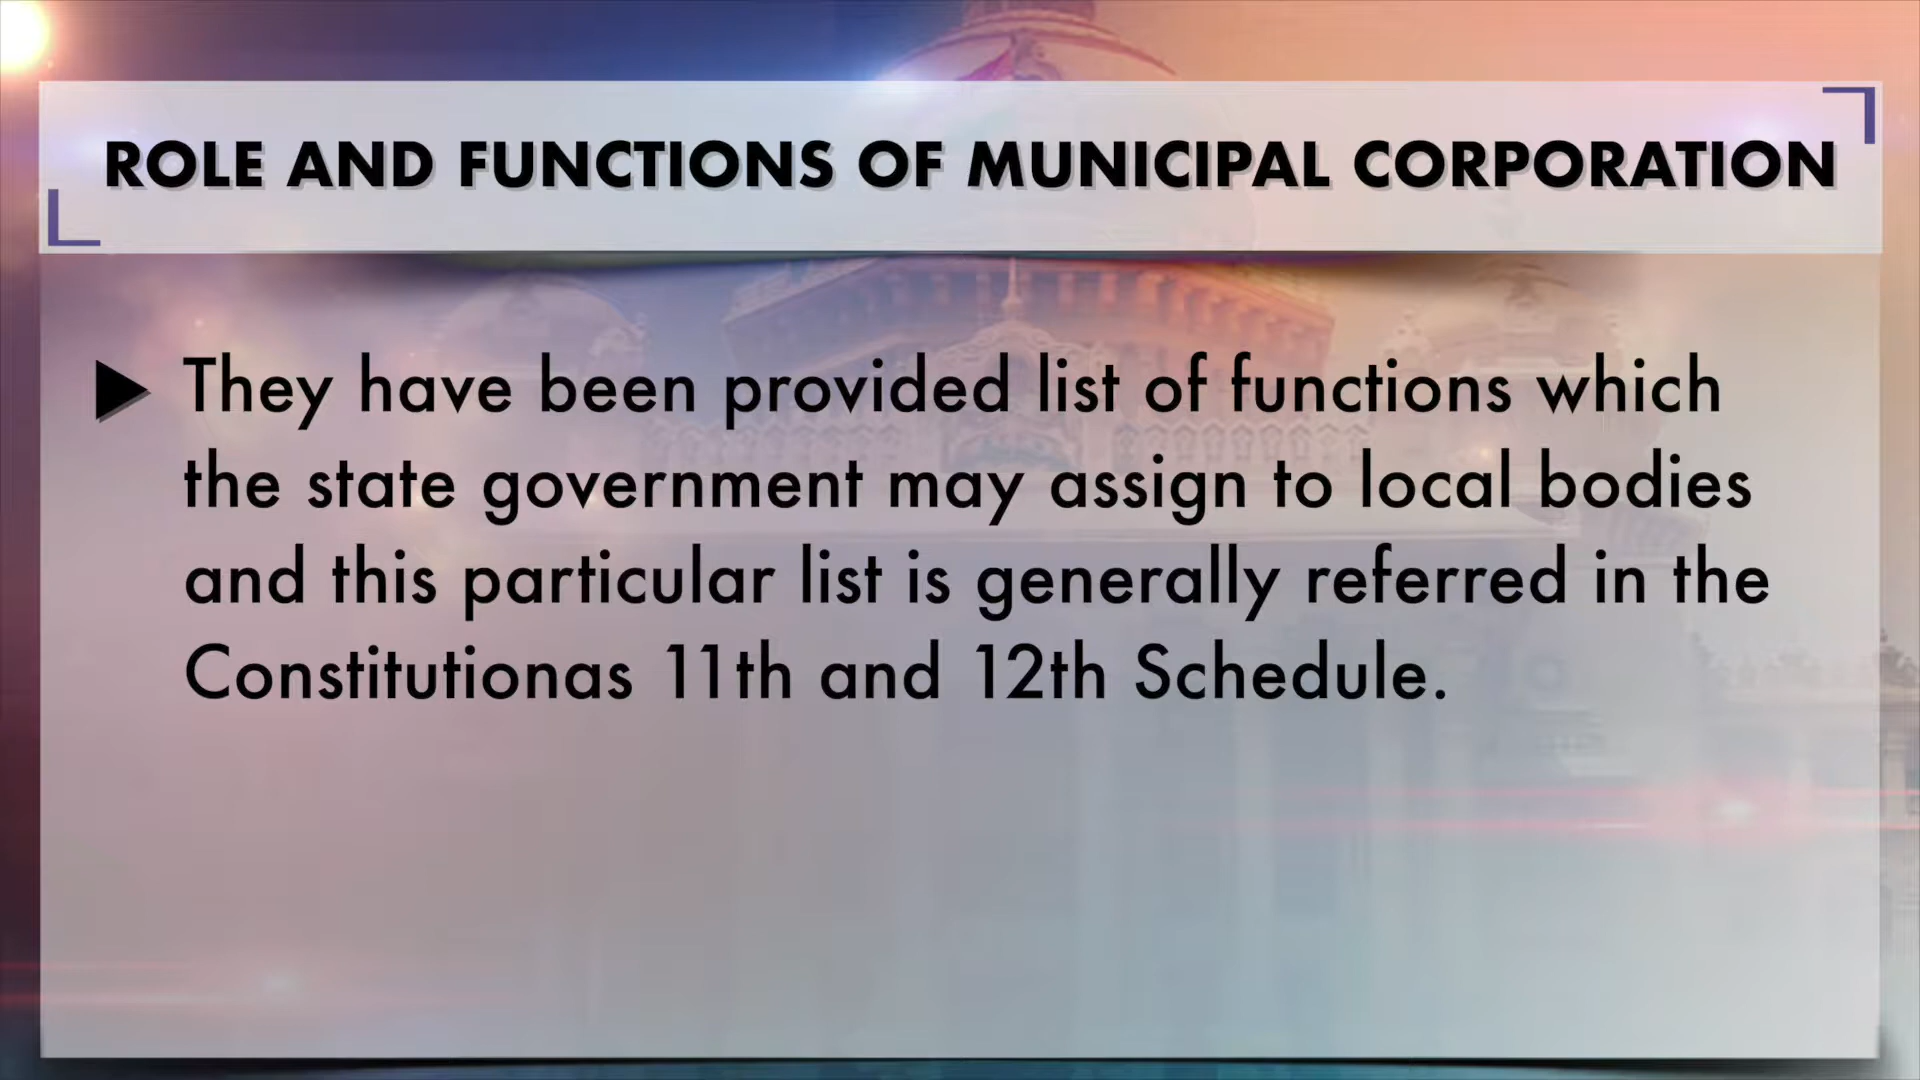 ROLE AND FUNCTIONS OF MUNICIPAL CORPORATION
They have been provided list of functions which
the state government may assign to local bodies
and this particular list is generally referred in the
Constitutionas 11th and 12th Schedule.